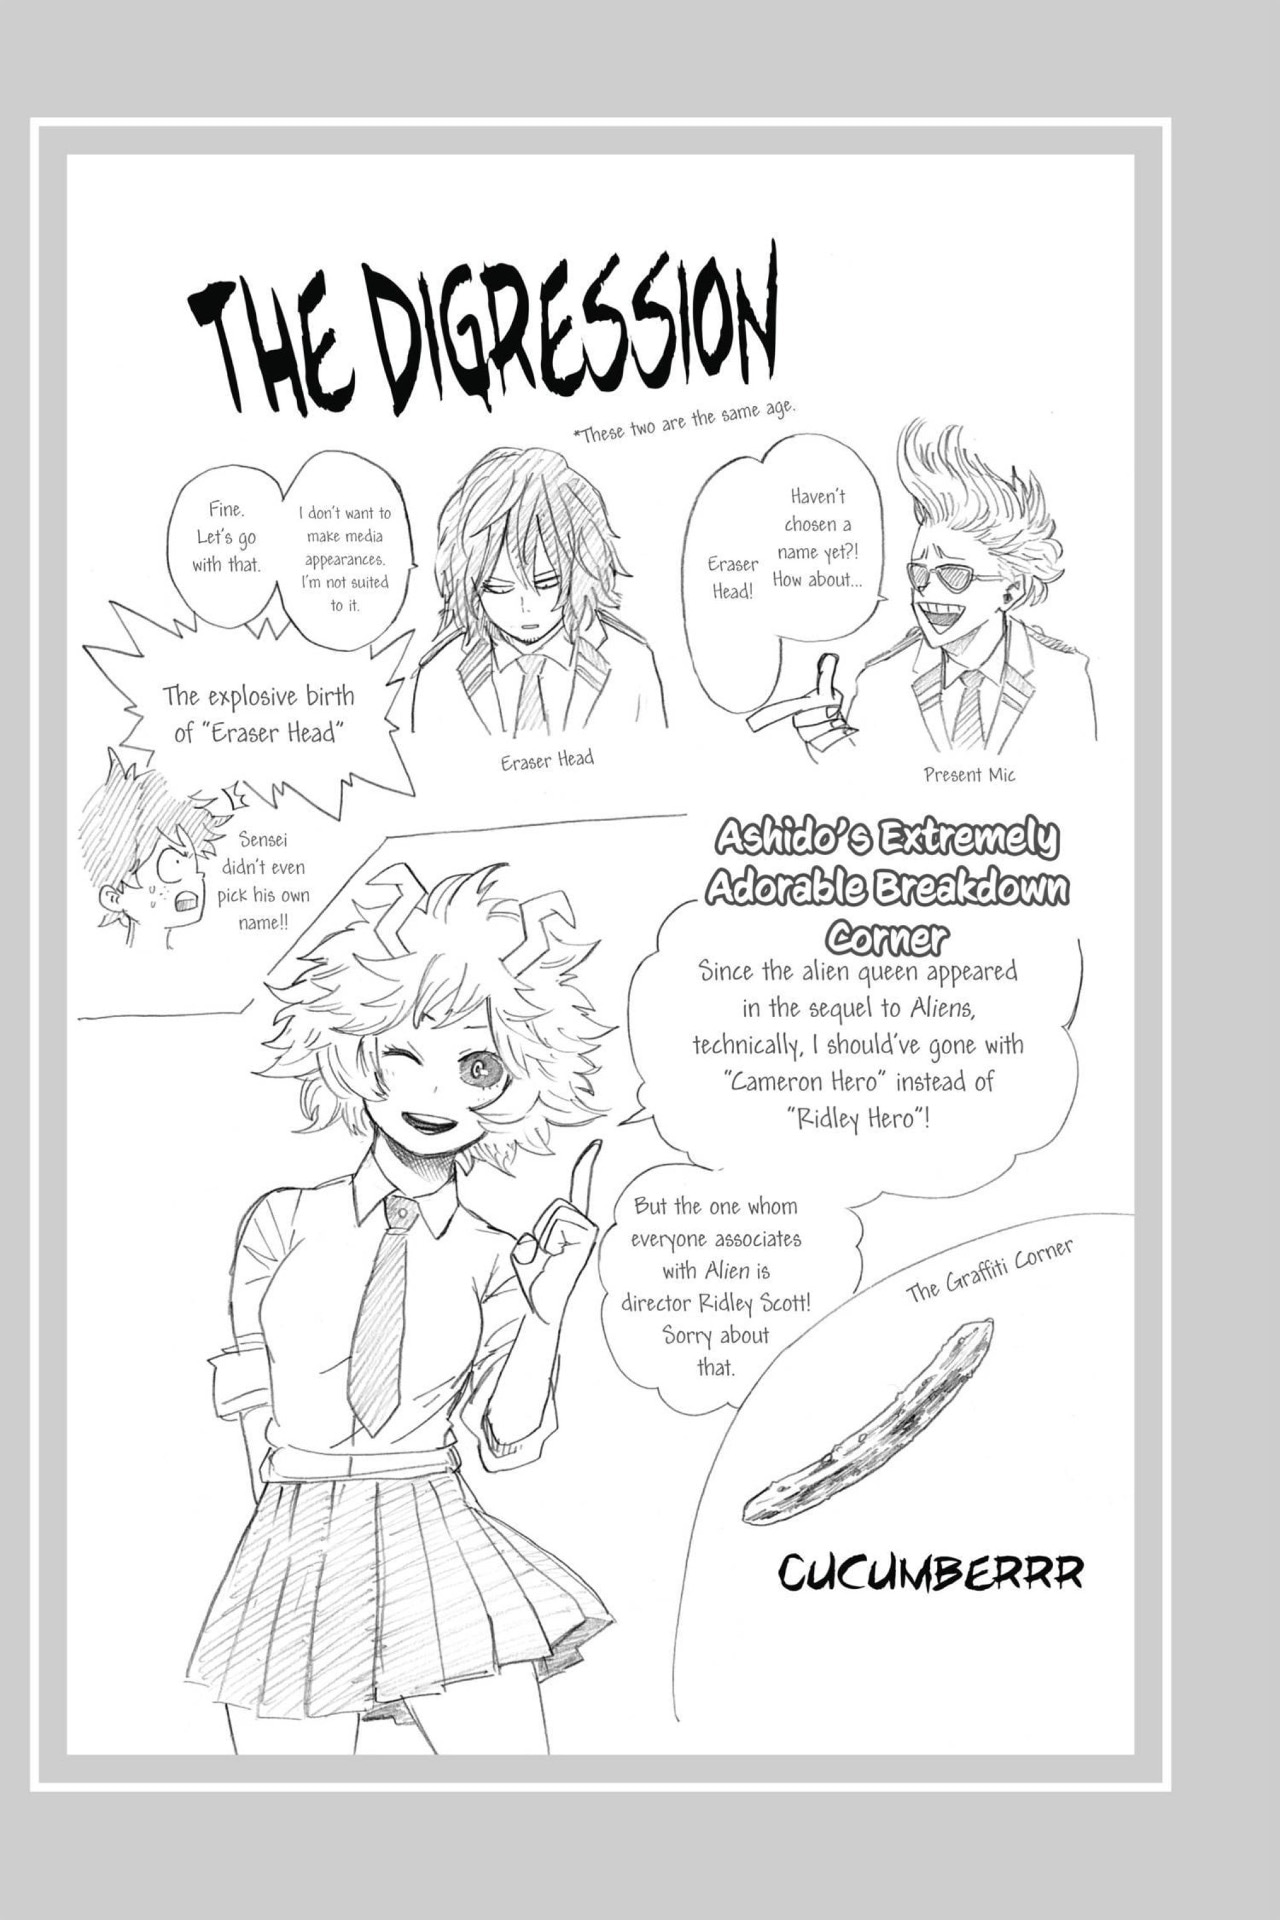 THE DIGRESSION
*These two are the same age.
Haven't
chosen a
name yet?!
How about...
Eraser
Head!
Present Mic
I don't want to
make media
appearances.
I'm not suited
to it.
Fine.
Let's go
with that.
Eraser Head
The explosive birth
of "Eraser Head"
Sensei
didn't even
pick his own
name!!
Ashido's Extremely
Adorable Breakdown
Corner
Since the alien queen appeared
in the sequel to Aliens,
technically, I should've gone with
"Cameron Hero" instead of
"Ridley Hero"!
But the one whom
everyone associates
with Alien is
director Ridley Scott!
Sorry about
that.
The Graffiti Corner
CUCUMBERRR